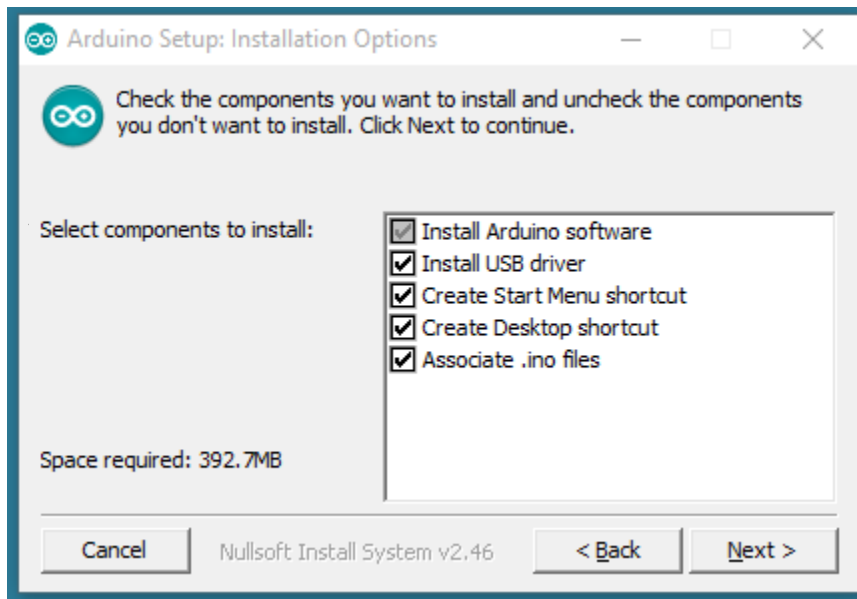 Arduino Setup: Installation Options
Check the components you want to install and uncheck the components
you don't want to install. Click Next to continue.
Select components to install:
Install Arduino software
Install USB driver
Create Start Menu shortcut
Create Desktop shortcut
Associate .ino files
Space required: 392.7MB
Cancel
Nullsoft Install System v2.46
< Back
Next >